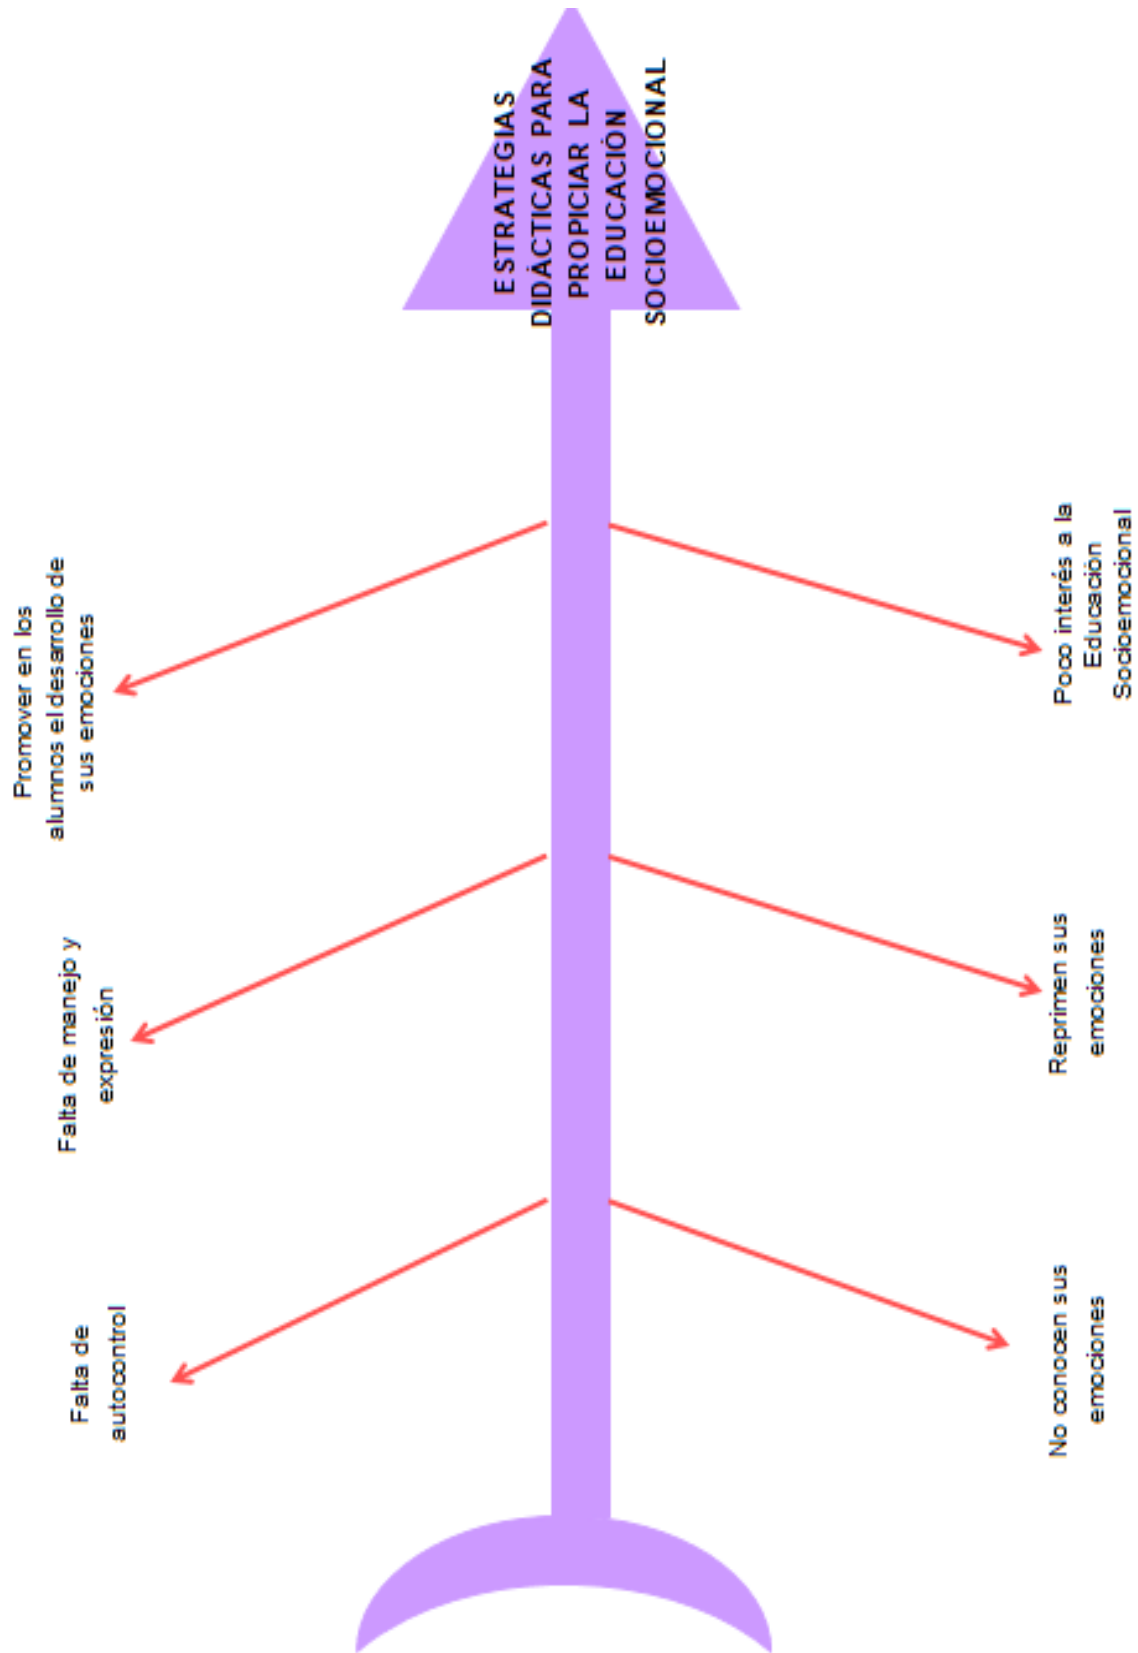 ESTRATEGIAS
DIDÁCTICAS PARA
PROPICIAR LA
EDUCACIÓN
SOCIOEMOCIONAL
Falta de
autocontrol
Falta de manejo y
expresión
Promover en los
alumnos el desarrollo de
sus emociones
No conocen sus
emociones
Reprimen sus
emociones
Poco interés a la
Educación
Socioemocional